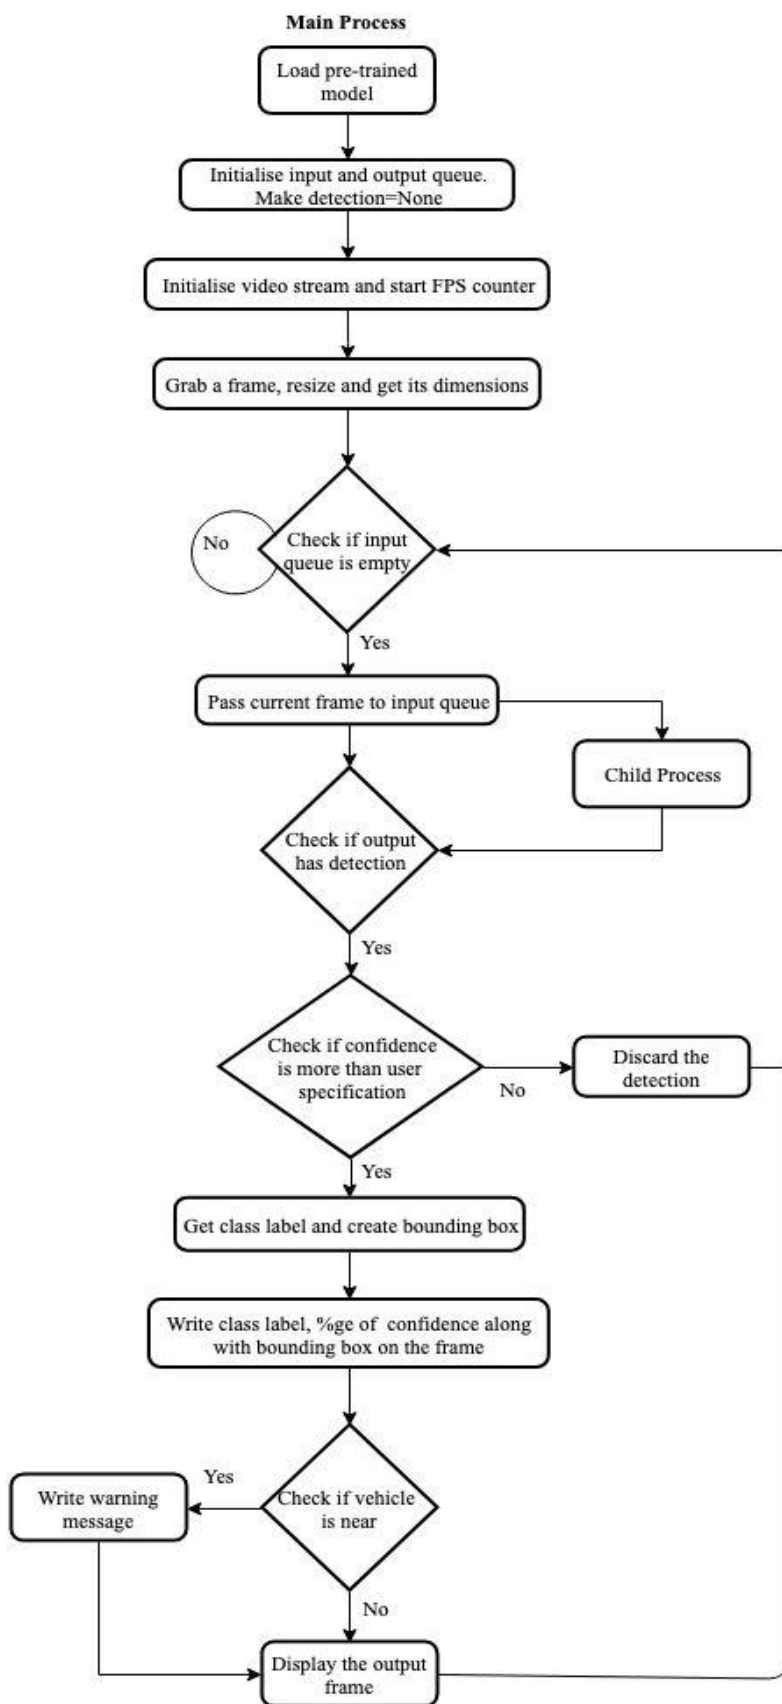 Main Process
Load pre-trained
model
Initialise input and output queue.
Make detection=None
Initialise video stream and start FPS counter
Grab a frame, resize and get its dimensions
No
Check if input
queue is empty
Yes
Pass current frame to input queue
Child Process
Check if output
has detection
Yes
Check if confidence
is more than user
specification
No
Discard the
detection
Yes
Get class label and create bounding box
Write class label, %ge of confidence along
with bounding box on the frame
Yes
Write warning
message
Check if vehicle
is near
No
Display the output
frame